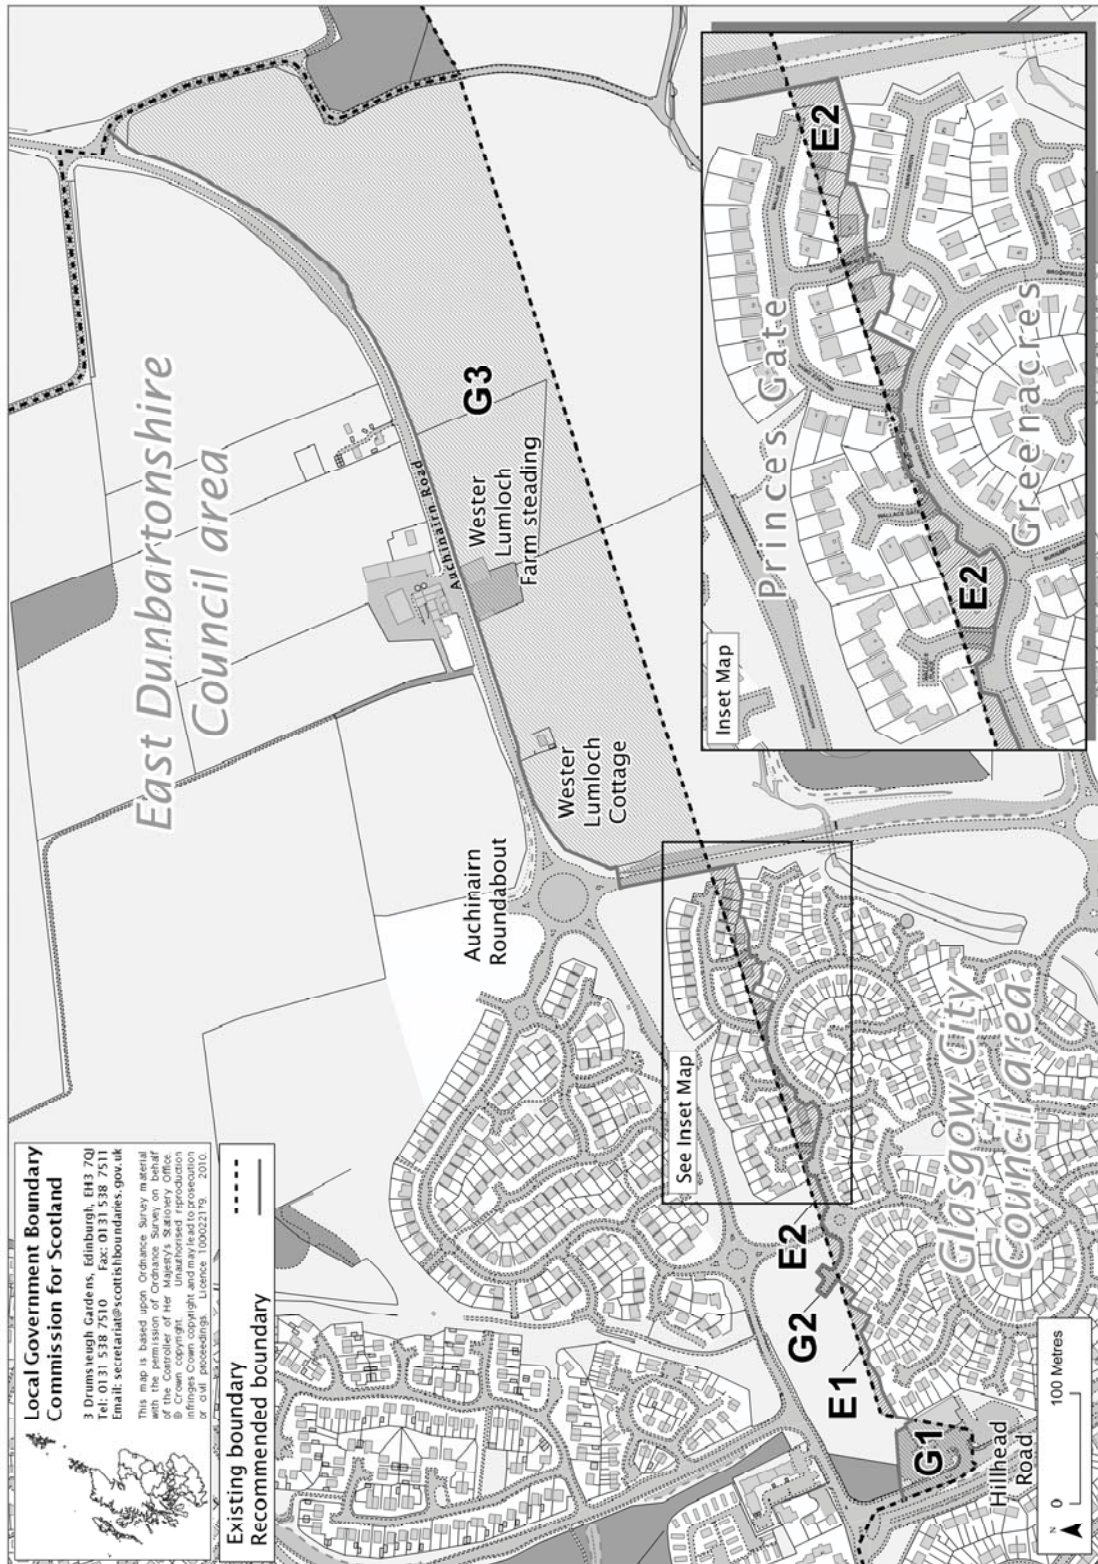 Local Government Boundary
Commission for Scotland
3 Drumsheugh Gardens, Edinburgh, EH3 7QJ
Tel: 0131 538 7510 Fax: 0131 538 7511
Email: secretariat@scottishboundaries.gov.uk
This map is based upon Ordnance Survey material
with the permission of Ordnance Survey on behalf
of the Controller of Her Majesty's Stationery Office.
© Crown copyright. Unauthorised reproduction
infringes Crown copyright and may lead to prosecution
or civil proceedings. Licence 100022179. 2010.
Existing boundary
Recommended boundary
East Dunbartonshire
Council area
Auchinairn
Roundabout
Auchinairn Road
Wester
Lumloch
Farm steading
G3
Wester
Lumloch
Cottage
See Inset Map
E2
G2
E1
G1
Hillhead
Road
Glasgow City
Council area
N
0 100 Metres
Inset Map
Princes Gate
E2
E2
Greenacres